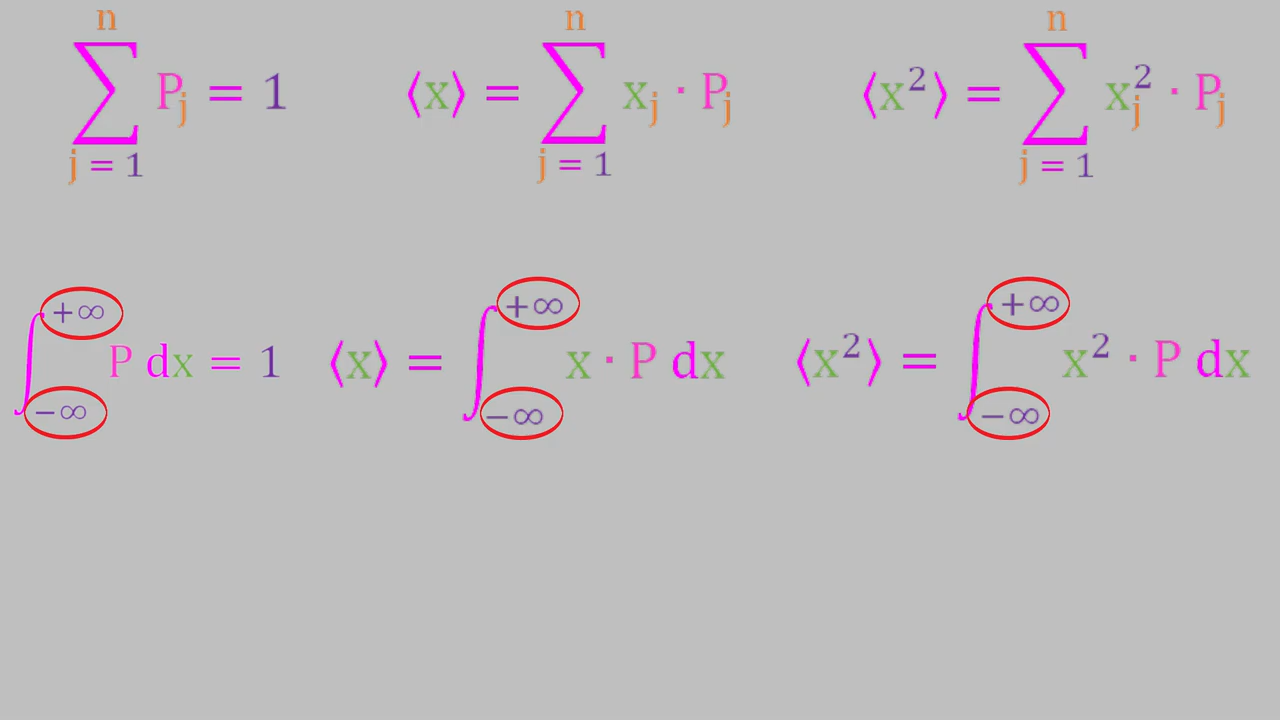 ∑_{j = 1}^{n} P_j = 1    ⟨x⟩ = ∑_{j = 1}^{n} x_j · P_j    ⟨x²⟩ = ∑_{j = 1}^{n} x_j² · P_j
∫_{−∞}^{+∞} P dx = 1    ⟨x⟩ = ∫_{−∞}^{+∞} x · P dx    ⟨x²⟩ = ∫_{−∞}^{+∞} x² · P dx